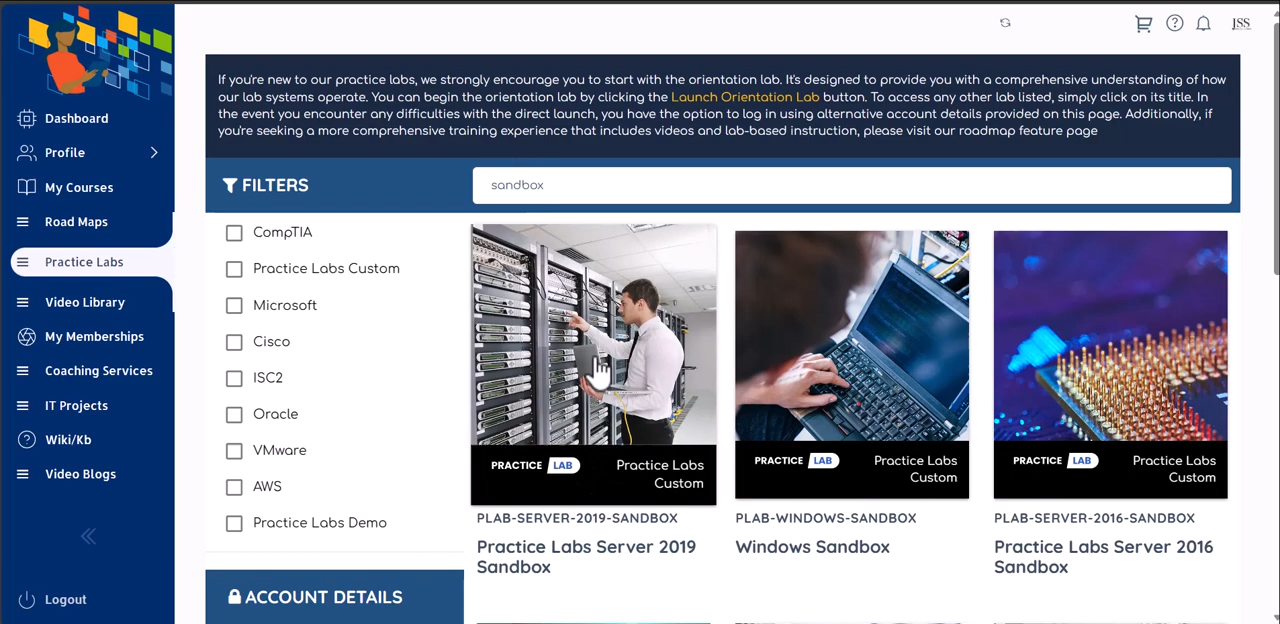 JSS
Dashboard
Profile
My Courses
Road Maps
Practice Labs
Video Library
My Memberships
Coaching Services
IT Projects
Wiki/Kb
Video Blogs
Logout
If you're new to our practice labs, we strongly encourage you to start with the orientation lab. It's designed to provide you with a comprehensive understanding of how
our lab systems operate. You can begin the orientation lab by clicking the Launch Orientation Lab button. To access any other lab listed, simply click on its title. In
the event you encounter any difficulties with the direct launch, you have the option to log in using alternative account details provided on this page. Additionally, if
you're seeking a more comprehensive training experience that includes videos and lab-based instruction, please visit our roadmap feature page
FILTERS
sandbox
CompTIA
Practice Labs Custom
Microsoft
Cisco
ISC2
Oracle
VMware
AWS
Practice Labs Demo
ACCOUNT DETAILS
PRACTICE LAB
Practice Labs
Custom
PLAB-SERVER-2019-SANDBOX
Practice Labs Server 2019
Sandbox
PRACTICE LAB
Practice Labs
Custom
PLAB-WINDOWS-SANDBOX
Windows Sandbox
PRACTICE LAB
Practice Labs
Custom
PLAB-SERVER-2016-SANDBOX
Practice Labs Server 2016
Sandbox